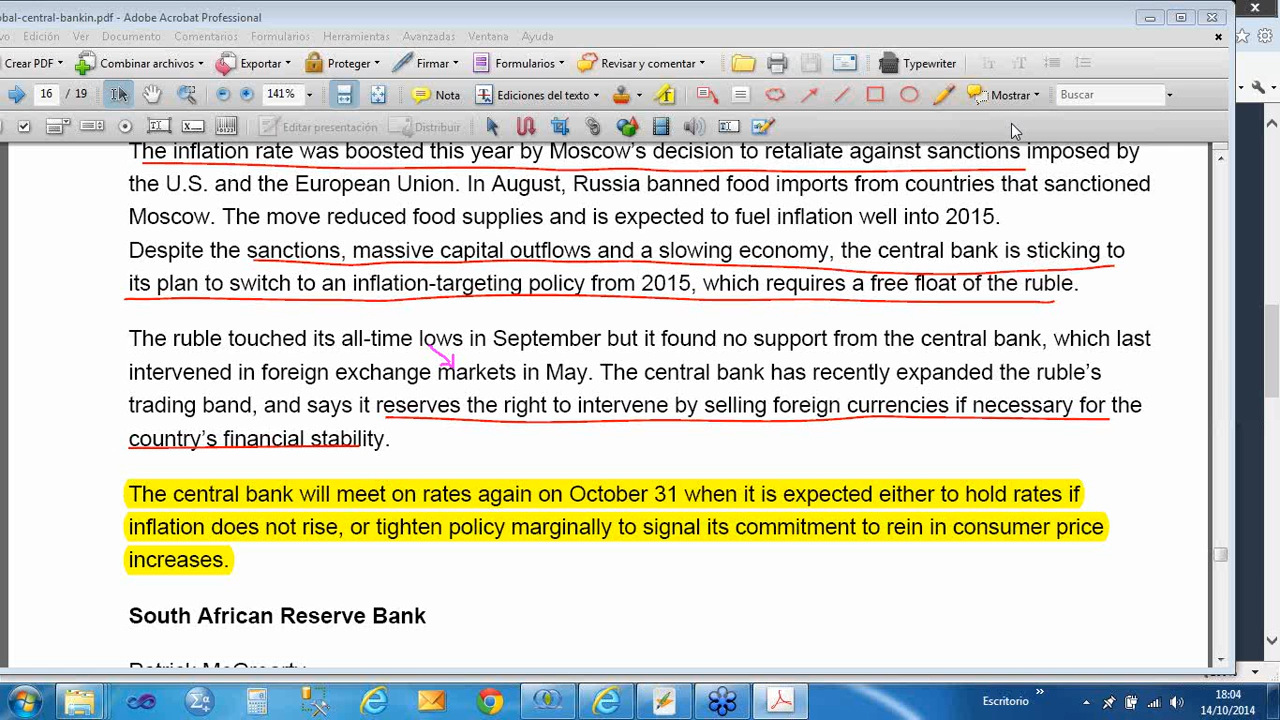 obal-central-bankin.pdf - Adobe Acrobat Professional
vo Edición Ver Documento Comentarios Formularios Herramientas Avanzadas Ventana Ayuda
Crear PDF Combinar archivos Exportar Proteger Firmar Formularios Revisar y comentar Typewriter
16 / 19 141% Nota Ediciones del texto Mostrar Buscar
Editar presentación Distribuir
The inflation rate was boosted this year by Moscow's decision to retaliate against sanctions imposed by
the U.S. and the European Union. In August, Russia banned food imports from countries that sanctioned
Moscow. The move reduced food supplies and is expected to fuel inflation well into 2015.
Despite the sanctions, massive capital outflows and a slowing economy, the central bank is sticking to
its plan to switch to an inflation-targeting policy from 2015, which requires a free float of the ruble.
The ruble touched its all-time lows in September but it found no support from the central bank, which last
intervened in foreign exchange markets in May. The central bank has recently expanded the ruble's
trading band, and says it reserves the right to intervene by selling foreign currencies if necessary for the
country's financial stability.
The central bank will meet on rates again on October 31 when it is expected either to hold rates if
inflation does not rise, or tighten policy marginally to signal its commitment to rein in consumer price
increases.
South African Reserve Bank
Escritorio
18:04
14/10/2014